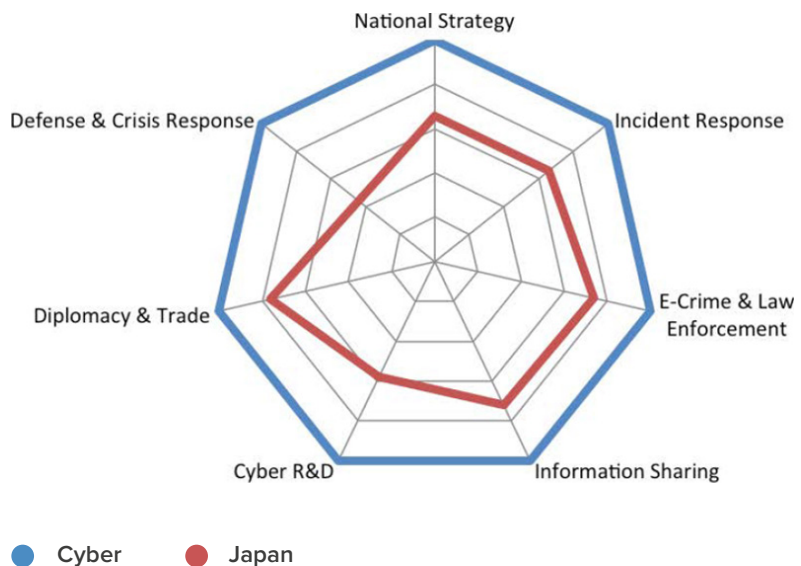 National Strategy
Defense & Crisis Response
Incident Response
E-Crime & Law
Enforcement
Diplomacy & Trade
Cyber R&D
Information Sharing
Cyber
Japan